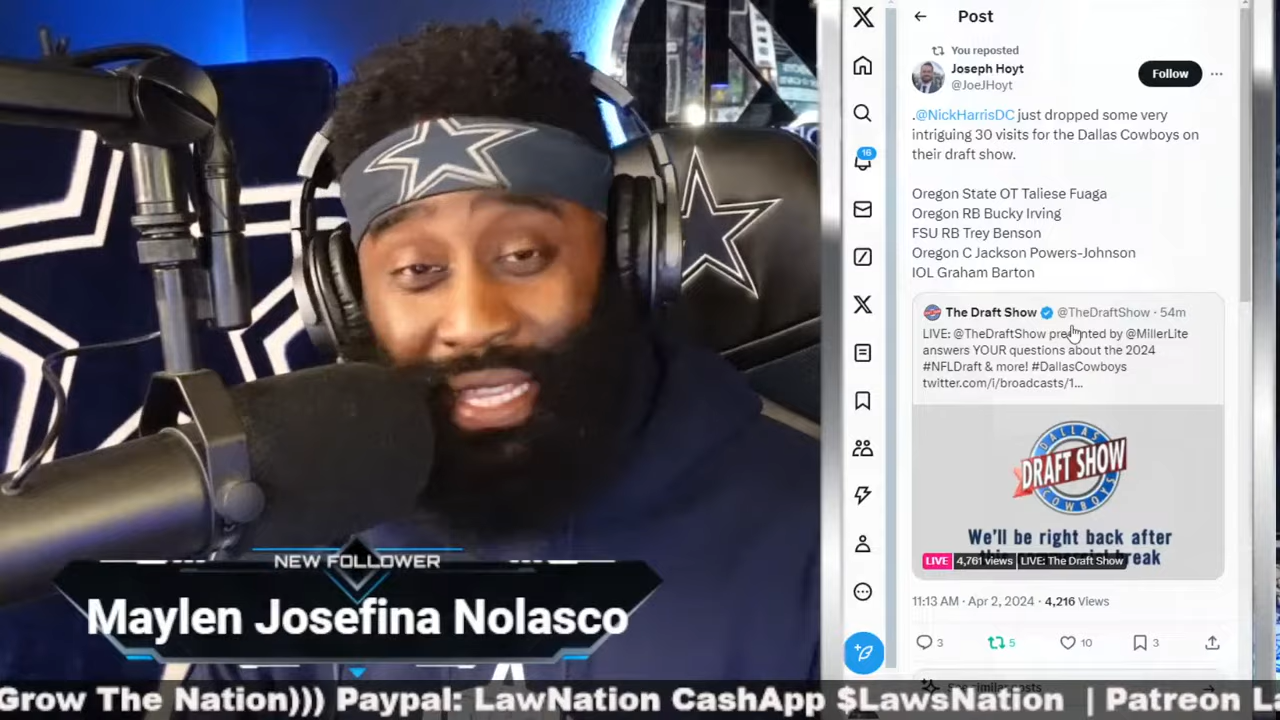 Post
You reposted
Joseph Hoyt
@JoeJHoyt
Follow
.@NickHarrisDC just dropped some very
intriguing 30 visits for the Dallas Cowboys on
their draft show.
Oregon State OT Taliese Fuaga
Oregon RB Bucky Irving
FSU RB Trey Benson
Oregon C Jackson Powers-Johnson
IOL Graham Barton
The Draft Show @TheDraftShow · 54m
LIVE: @TheDraftShow presented by @MillerLite
answers YOUR questions about the 2024
#NFLDraft & more! #DallasCowboys
twitter.com/i/broadcasts/1...
DALLAS
DRAFT SHOW
COWBOYS
We'll be right back after
break
LIVE 4,761 views LIVE: The Draft Show
11:13 AM · Apr 2, 2024 · 4,216 Views
3 5 10 3
16
NEW FOLLOWER
Maylen Josefina Nolasco
Grow The Nation))) Paypal: LawNation CashApp $LawsNation | Patreon